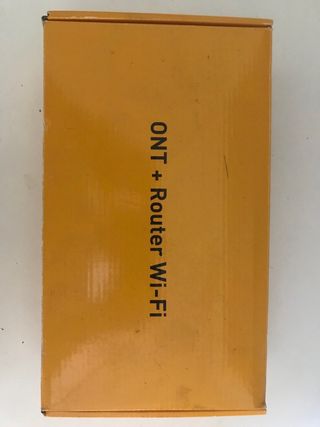 ONT + Router Wi-Fi